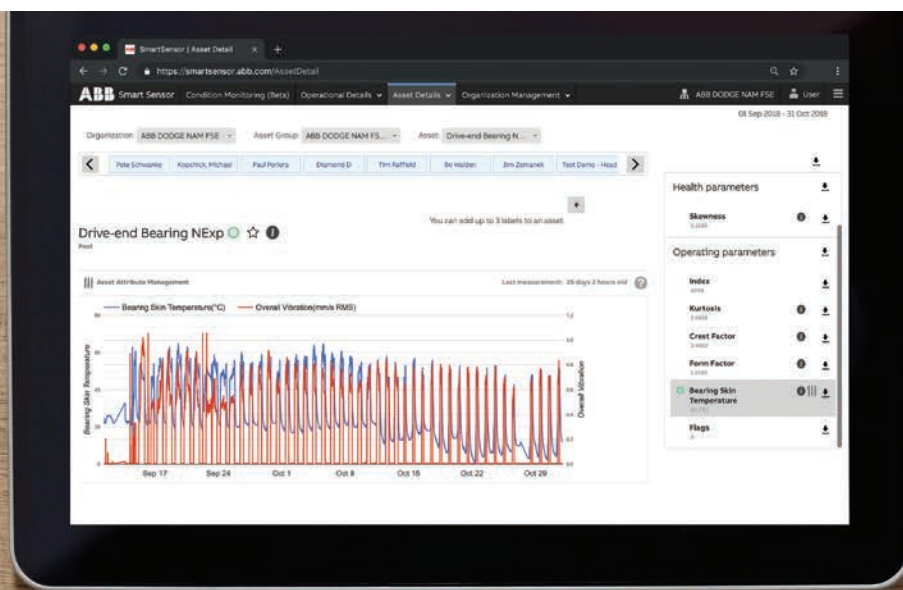 SmartSensor | Asset Detail
https://smartsensor.abb.com/AssetDetail
ABB Smart Sensor Condition Monitoring (Beta) Operational Details Asset Details Organization Management ABB DODGE NAM FSE User
01 Sep 2018 - 31 Oct 2018
Organization ABB DODGE NAM FSE Asset Group ABB DODGE NAM FS... Asset Drive-end Bearing N...
Pete Schwanke Kopchick, Michael Paul Perlera Diamond D Tim Ratfield Bo Walden Jim Zomanek Test Demo - Head
You can add up to 3 labels to an asset
Drive-end Bearing NExp
Pool
Asset Attribute Management Last measurement: 26 days 2 hours old
Bearing Skin Temperature(°C) Overall Vibration(mm/s RMS)
Bearing Skin Temperature
Overall Vibration
Sep 17 Sep 24 Oct 1 Oct 8 Oct 16 Oct 22 Oct 29
Health parameters
Skewness
Operating parameters
Index
Kurtosis
Crest Factor
Form Factor
Bearing Skin
Temperature
Flags